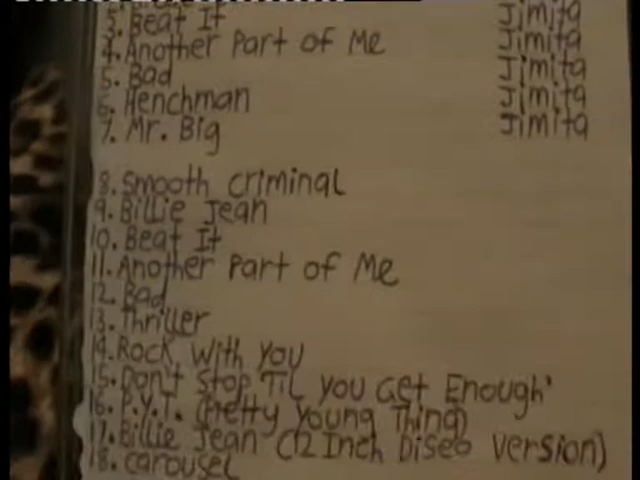 3. Beat It Jimita
4. Another Part of Me Jimita
5. Bad Jimita
6. Henchman Jimita
7. Mr. Big Jimita
8. Smooth Criminal
9. Billie Jean
10. Beat It
11. Another Part of Me
12. Bad
13. Thriller
14. Rock With You
15. Don't Stop Til You Get Enough'
16. P.Y.T. (Pretty Young Thing)
17. Billie Jean (12 Inch Disco Version)
18. Carousel